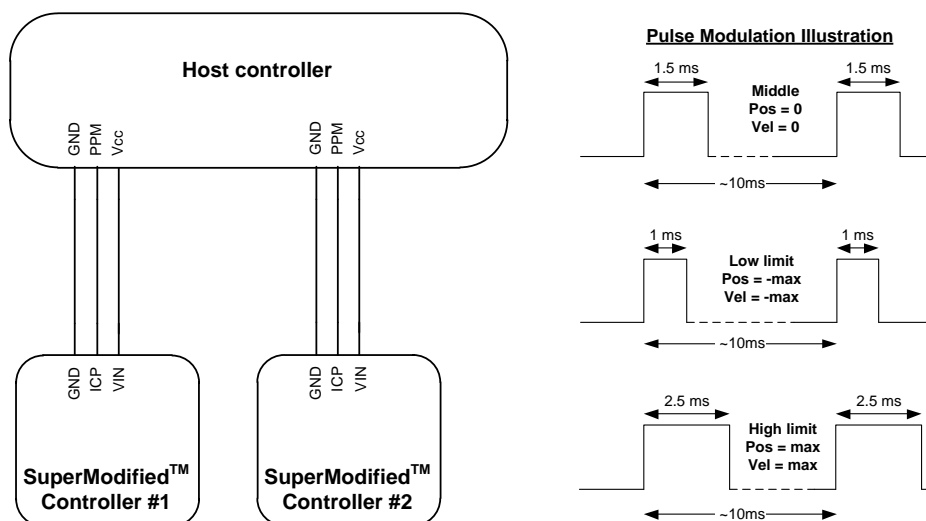 Host controller
GND PPM Vcc
GND PPM Vcc
GND ICP VIN
GND ICP VIN
SuperModified™
Controller #1
SuperModified™
Controller #2
Pulse Modulation Illustration
1.5 ms
1.5 ms
Middle
Pos = 0
Vel = 0
~10ms
1 ms
1 ms
Low limit
Pos = -max
Vel = -max
~10ms
2.5 ms
2.5 ms
High limit
Pos = max
Vel = max
~10ms